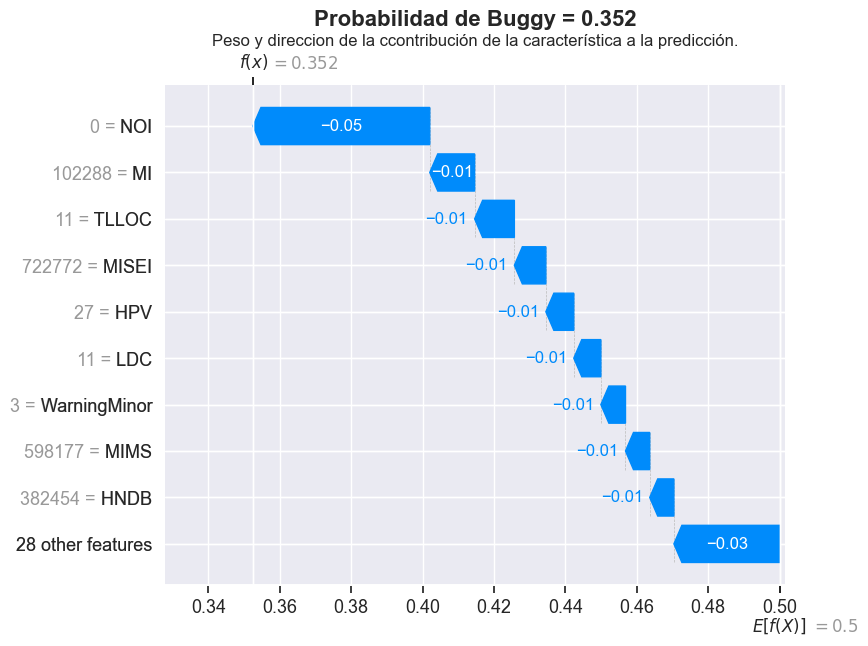 Probabilidad de Buggy = 0.352
Peso y direccion de la ccontribución de la característica a la predicción.
f(x) = 0.352
0 = NOI −0.05
102288 = MI −0.01
11 = TLLOC −0.01
722772 = MISEI −0.01
27 = HPV −0.01
11 = LDC −0.01
3 = WarningMinor −0.01
598177 = MIMS −0.01
382454 = HNDB −0.01
28 other features −0.03
0.34 0.36 0.38 0.40 0.42 0.44 0.46 0.48 0.50
E[f(X)] = 0.5